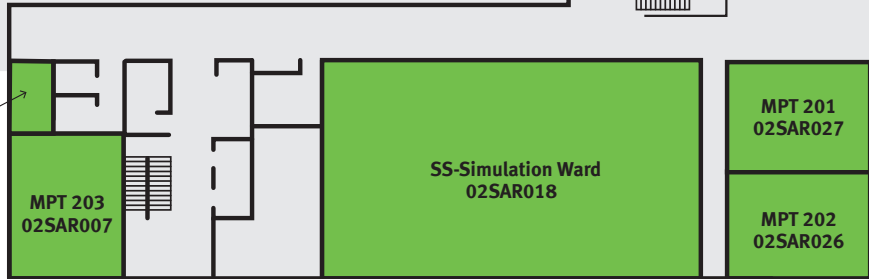 MPT 201
02SAR027
SS-Simulation Ward
02SAR018
MPT 203
02SAR007
MPT 202
02SAR026